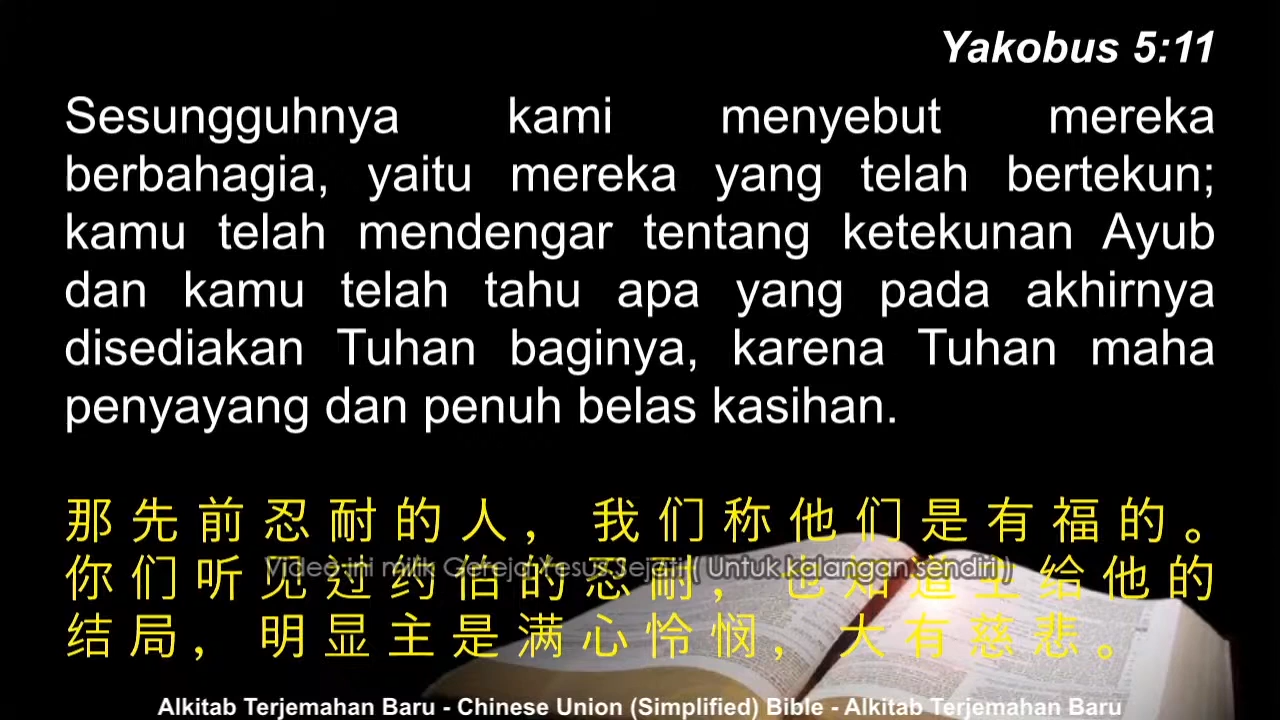 Yakobus 5:11
Sesungguhnya kami menyebut mereka
berbahagia, yaitu mereka yang telah bertekun;
kamu telah mendengar tentang ketekunan Ayub
dan kamu telah tahu apa yang pada akhirnya
disediakan Tuhan baginya, karena Tuhan maha
penyayang dan penuh belas kasihan.
那先前忍耐的人，我们称他们是有福的。
你们听见过约伯的忍耐，也知道主给他的
Video ini milik Gereja Yesus Sejati ( Untuk kalangan sendiri )
结局，明显主是满心怜悯，大有慈悲。
Alkitab Terjemahan Baru - Chinese Union (Simplified) Bible - Alkitab Terjemahan Baru